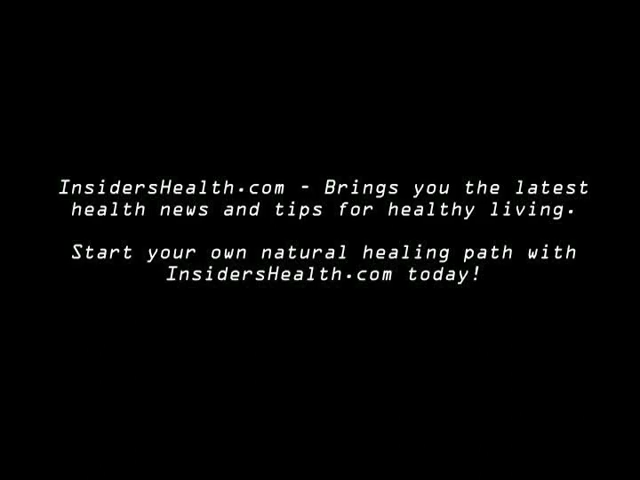 InsidersHealth.com - Brings you the latest
health news and tips for healthy living.
Start your own natural healing path with
InsidersHealth.com today!